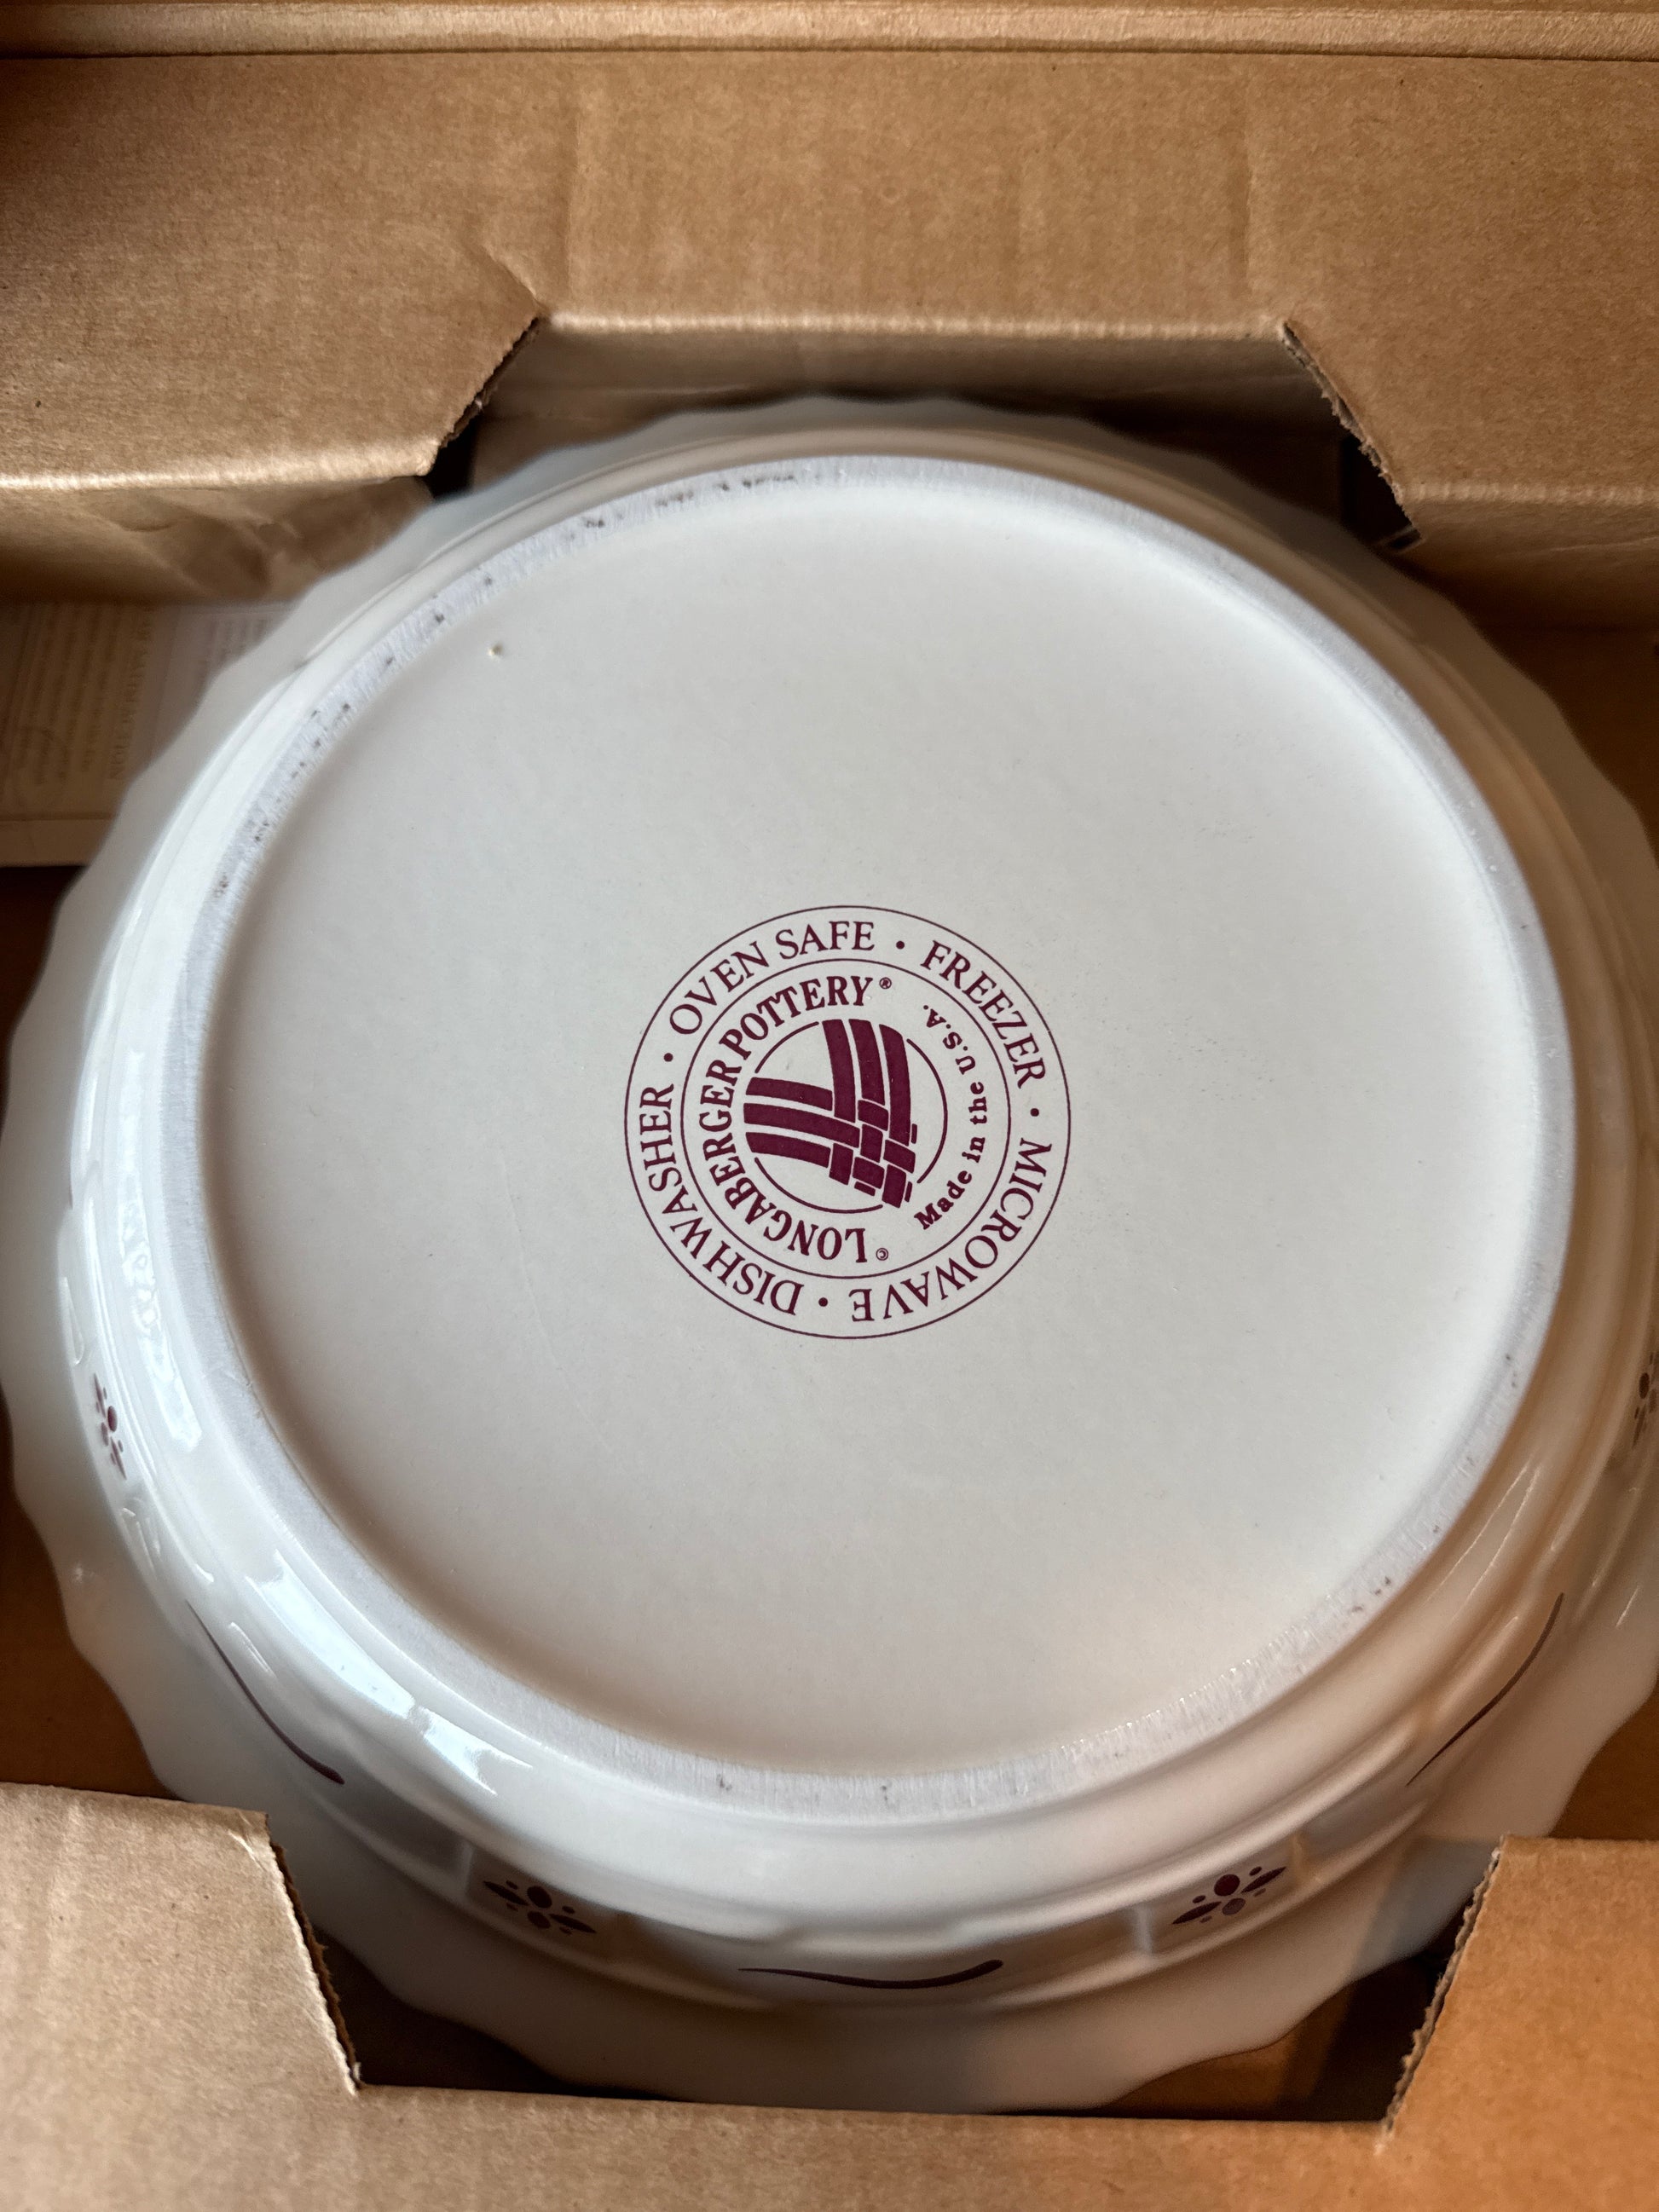 OVEN SAFE · FREEZER · MICROWAVE · DISHWASHER ·
© LONGABERGER POTTERY®
Made in the U.S.A.